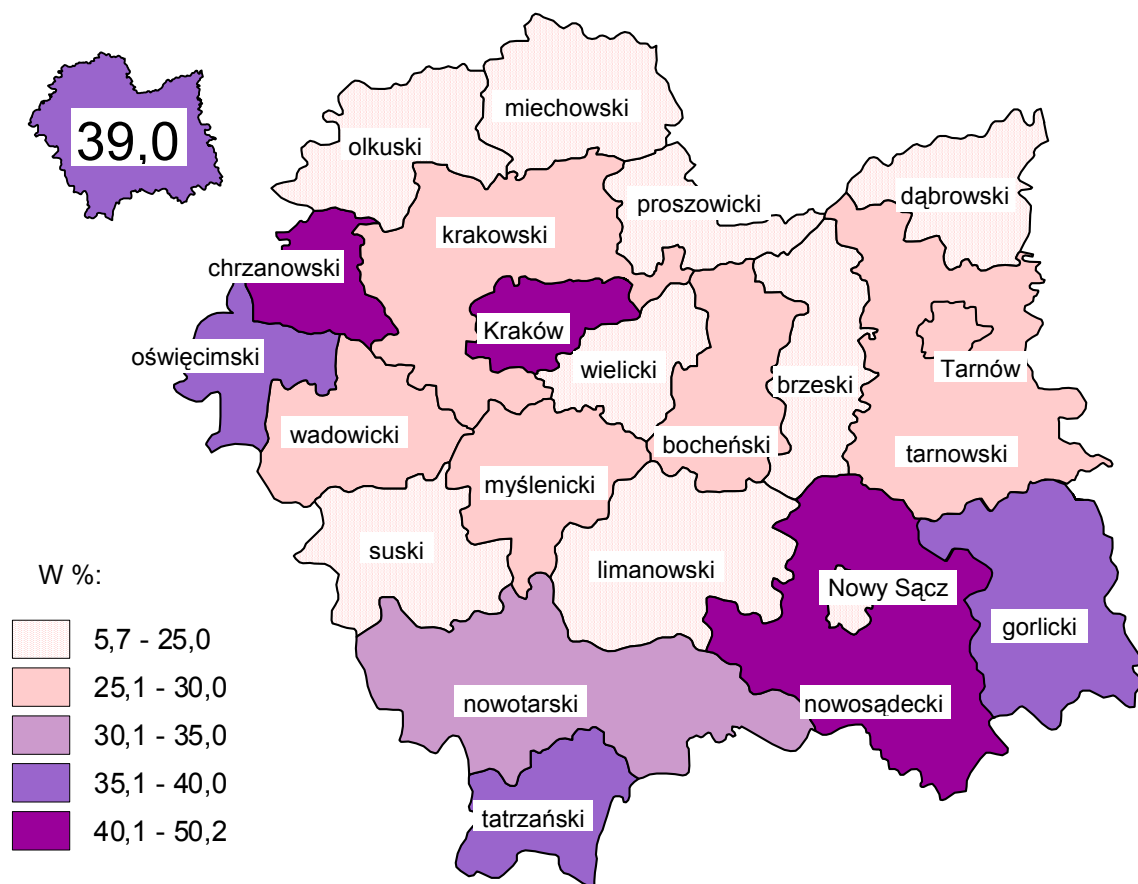 39,0
miechowski
olkuski
proszowicki
dąbrowski
krakowski
chrzanowski
Kraków
oświęcimski
wielicki
brzeski
Tarnów
wadowicki
bocheński
tarnowski
myślenicki
suski
limanowski
Nowy Sącz
gorlicki
nowotarski
nowosądecki
tatrzański
W %:
5,7 - 25,0
25,1 - 30,0
30,1 - 35,0
35,1 - 40,0
40,1 - 50,2